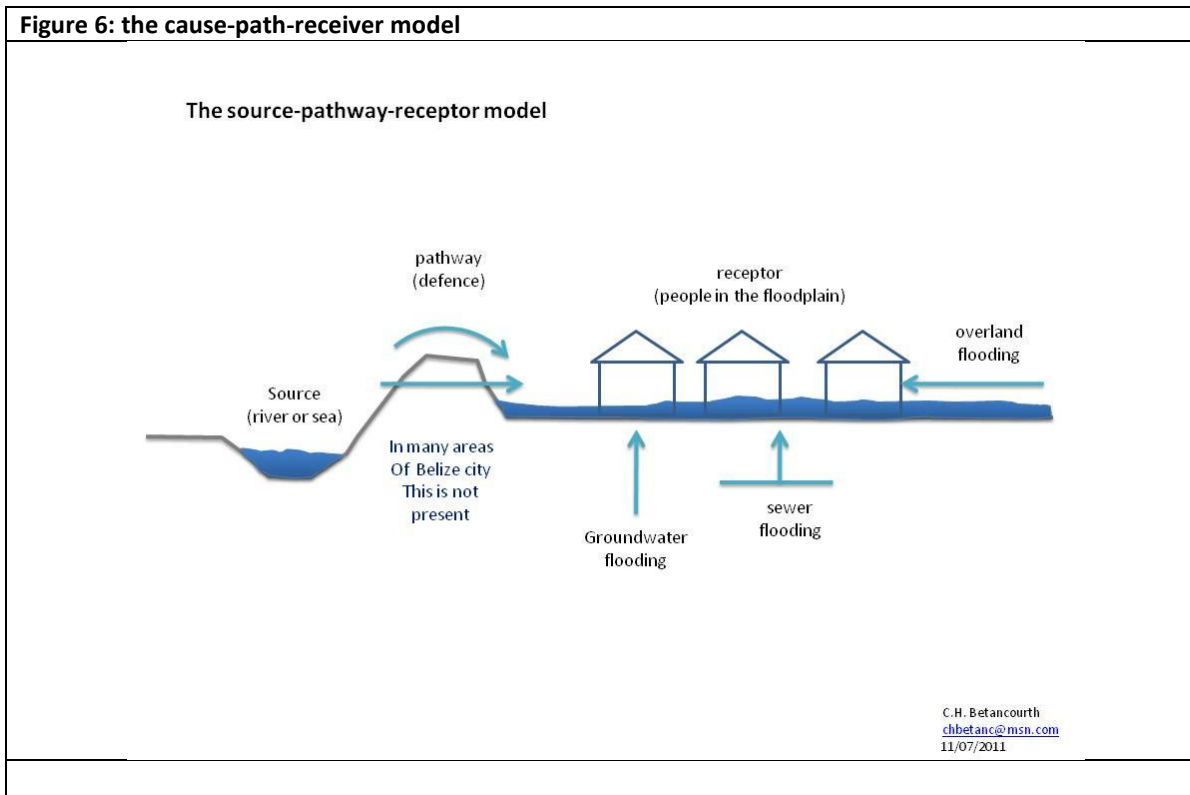 Figure 6: the cause-path-receiver model
The source-pathway-receptor model
pathway
(defence)
receptor
(people in the floodplain)
overland
flooding
Source
(river or sea)
In many areas
Of Belize city
This is not
present
Groundwater
flooding
sewer
flooding
C.H. Betancourth
chbetanc@msn.com
11/07/2011